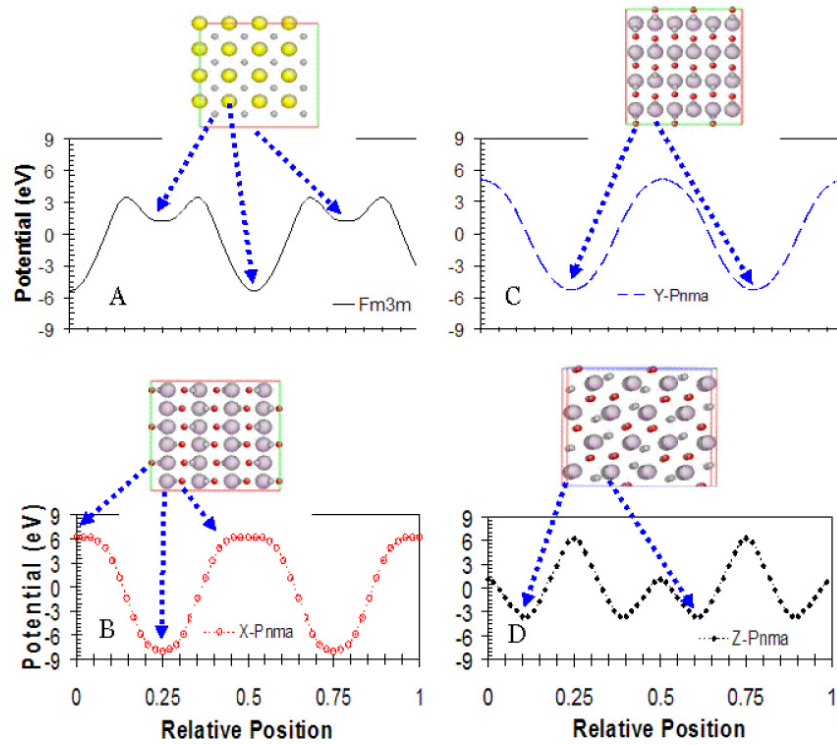 9
6
3
0
-3
-6
-9
Potential (eV)
A
Fm3m
9
6
3
0
-3
-6
-9
C
Y-Pnma
9
6
3
0
-3
-6
-9
Potential (eV)
B
X-Pnma
0 0.25 0.5 0.75 1
Relative Position
9
6
3
0
-3
-6
-9
D
Z-Pnma
0 0.25 0.5 0.75 1
Relative Position